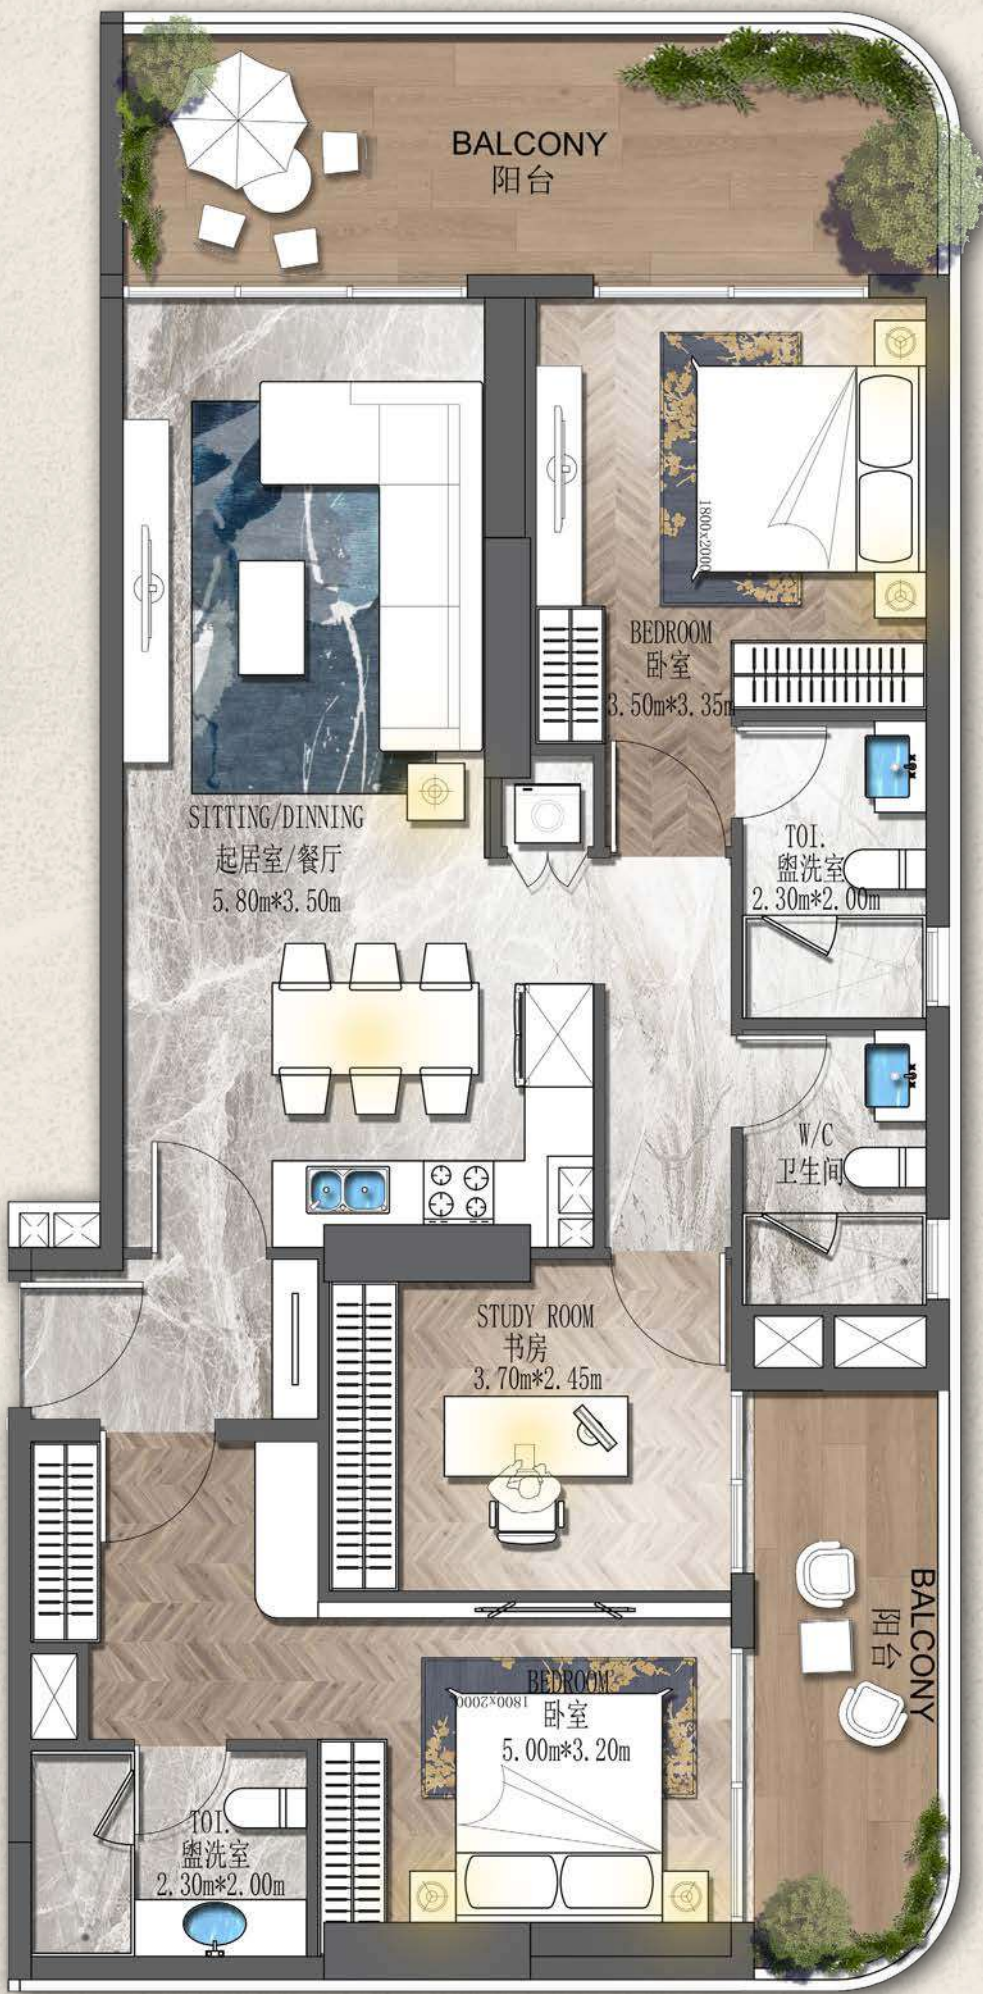 BALCONY
阳台
1800x2000
BEDROOM
卧室
3.50m*3.35m
SITTING/DINNING
起居室/餐厅
5.80m*3.50m
TOI.
盥洗室
2.30m*2.00m
W/C
卫生间
STUDY ROOM
书房
3.70m*2.45m
BALCONY
阳台
BEDROOM
1800x2000
卧室
5.00m*3.20m
TOI.
盥洗室
2.30m*2.00m